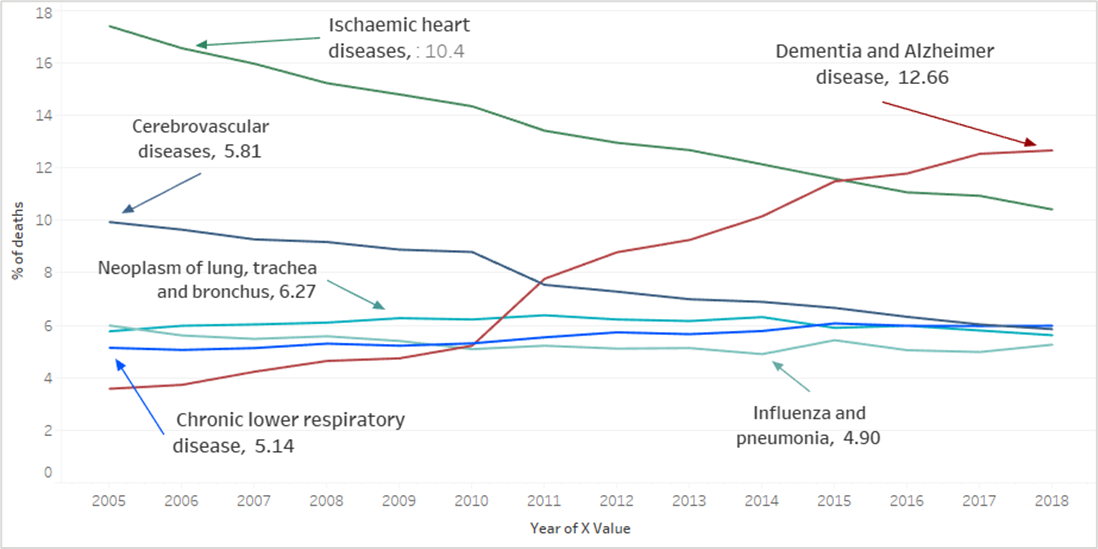 18
16
14
12
10
8
6
4
2
0
% of deaths
Ischaemic heart
diseases, : 10.4
Dementia and Alzheimer
disease, 12.66
Cerebrovascular
diseases, 5.81
Neoplasm of lung, trachea
and bronchus, 6.27
Chronic lower respiratory
disease, 5.14
Influenza and
pneumonia, 4.90
2005 2006 2007 2008 2009 2010 2011 2012 2013 2014 2015 2016 2017 2018
Year of X Value